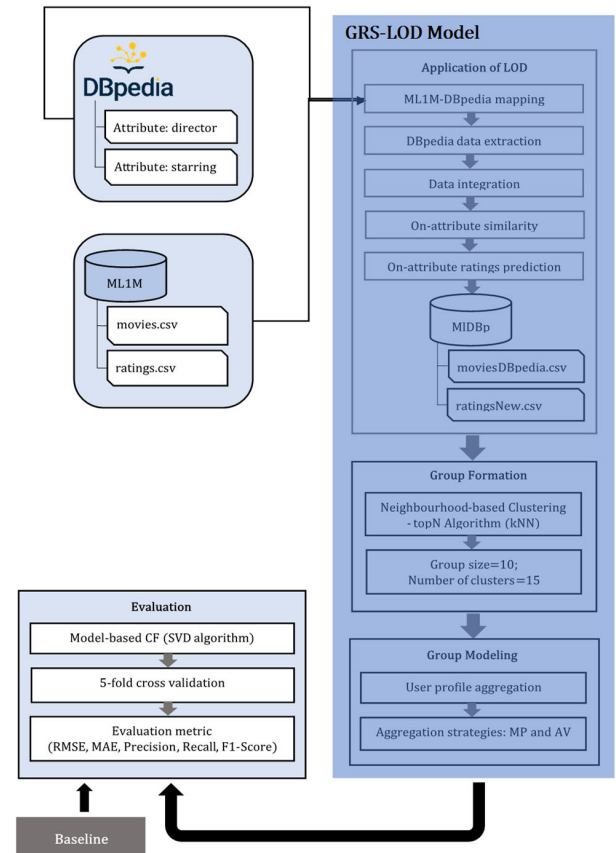 DBpedia
Attribute: director
Attribute: starring
ML1M
movies.csv
ratings.csv
GRS-LOD Model
Application of LOD
ML1M-DBpedia mapping
DBpedia data extraction
Data integration
On-attribute similarity
On-attribute ratings prediction
MlDBp
moviesDBpedia.csv
ratingsNew.csv
Group Formation
Neighbourhood-based Clustering
- topN Algorithm (kNN)
Group size=10;
Number of clusters=15
Group Modeling
User profile aggregation
Aggregation strategies: MP and AV
Evaluation
Model-based CF (SVD algorithm)
5-fold cross validation
Evaluation metric
(RMSE, MAE, Precision, Recall, F1-Score)
Baseline